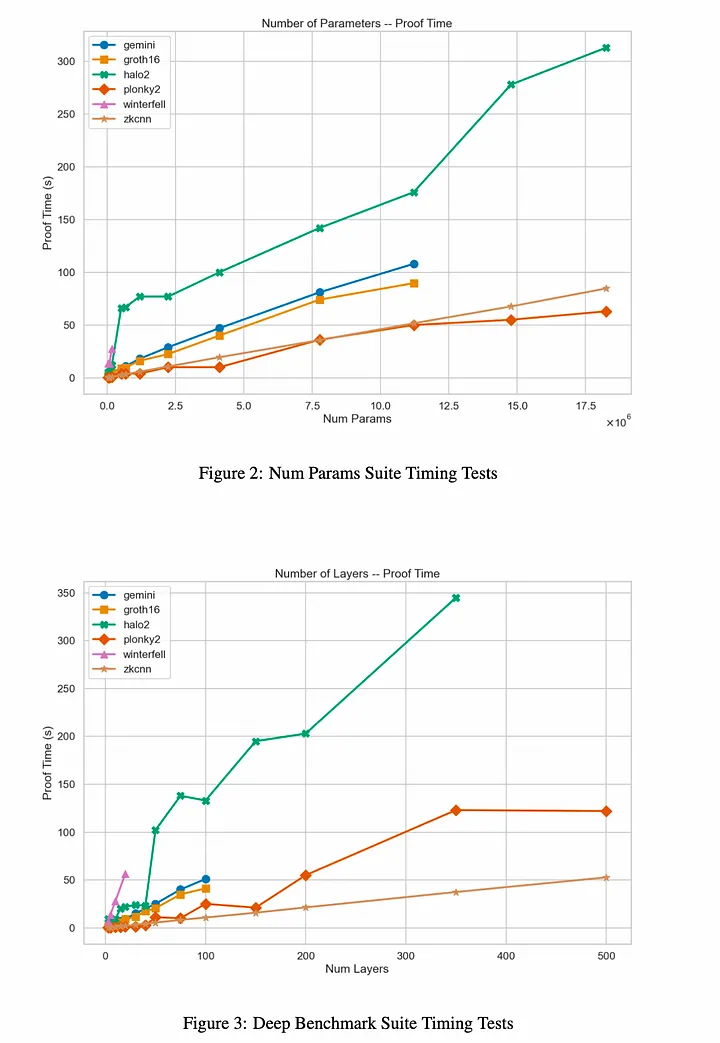 Number of Parameters -- Proof Time
gemini
groth16
halo2
plonky2
winterfell
zkcnn
Proof Time (s)
300
250
200
150
100
50
0
0.0 2.5 5.0 7.5 10.0 12.5 15.0 17.5
Num Params
×10⁶
Figure 2: Num Params Suite Timing Tests
Number of Layers -- Proof Time
gemini
groth16
halo2
plonky2
winterfell
zkcnn
Proof Time (s)
350
300
250
200
150
100
50
0
0 100 200 300 400 500
Num Layers
Figure 3: Deep Benchmark Suite Timing Tests